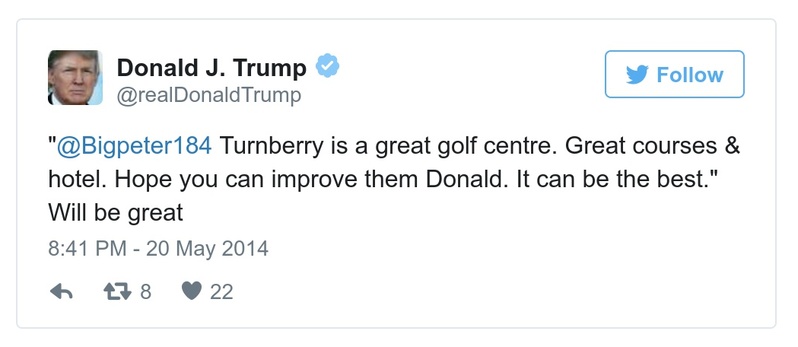 Donald J. Trump
@realDonaldTrump
Follow
"@Bigpeter184 Turnberry is a great golf centre. Great courses &
hotel. Hope you can improve them Donald. It can be the best."
Will be great
8:41 PM - 20 May 2014
8 22